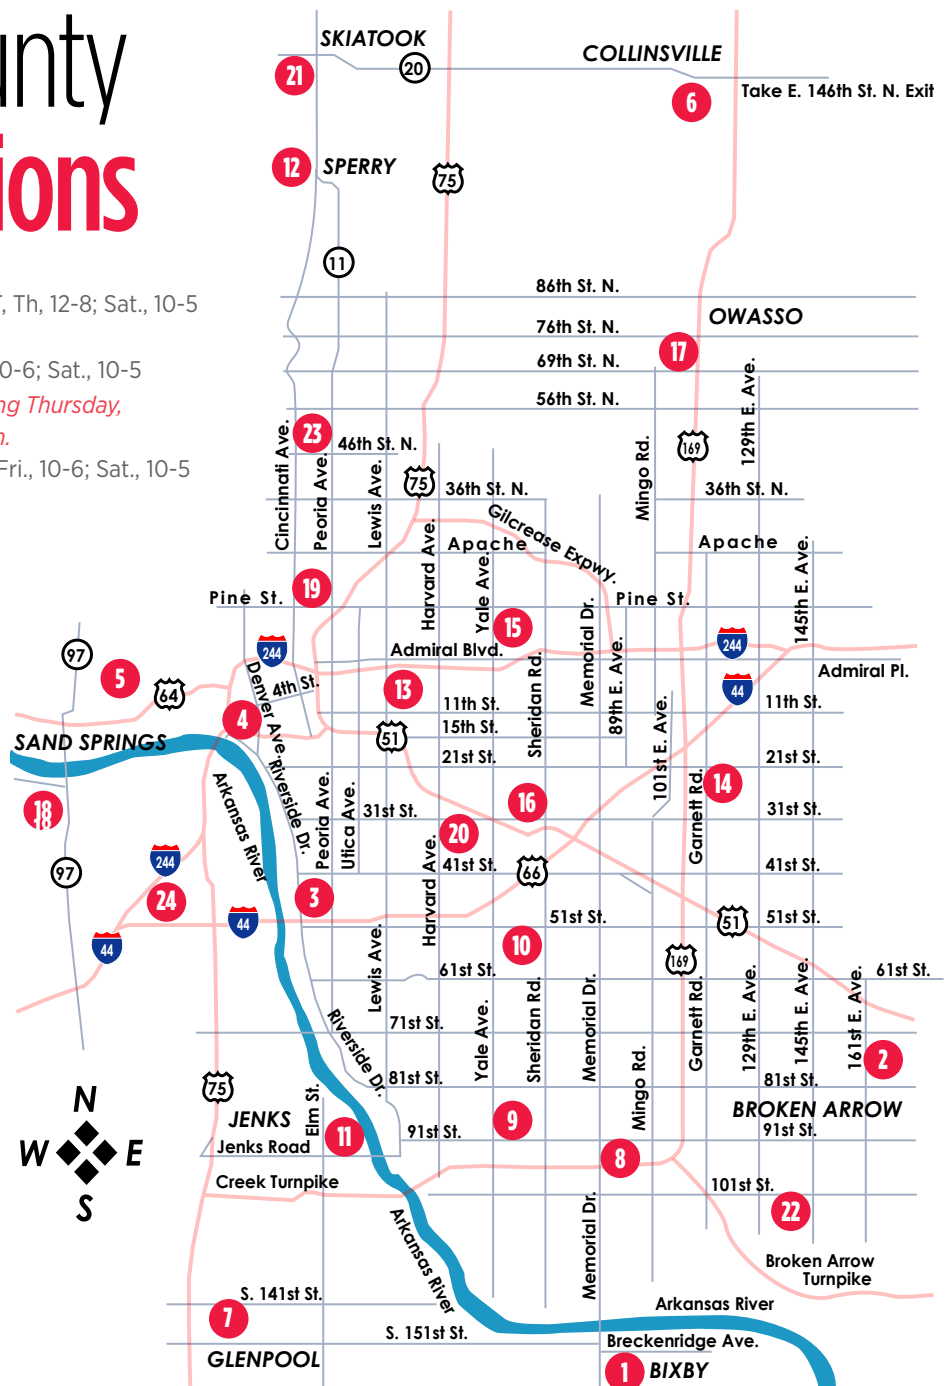 unty
ions
T, Th, 12-8; Sat., 10-5
0-6; Sat., 10-5
ng Thursday,
n.
Fri., 10-6; Sat., 10-5
SKIATOOK
COLLINSVILLE
21
20
6
Take E. 146th St. N. Exit
12
SPERRY
75
11
86th St. N.
OWASSO
76th St. N.
17
69th St. N.
129th E. Ave.
56th St. N.
Cincinnati Ave.
23
Peoria Ave.
46th St. N.
Lewis Ave.
75
Mingo Rd.
169
36th St. N.
36th St. N.
Gilcrease Expwy.
Harvard Ave.
Apache
Apache
Yale Ave.
145th E. Ave.
19
Pine St.
Pine St.
15
Memorial Dr.
97
5
64
244
Admiral Blvd.
244
Admiral Pl.
Denver Ave.
4th St.
13
Sheridan Rd.
89th E. Ave.
44
11th St.
11th St.
4
51
15th St.
101st E. Ave.
SAND SPRINGS
21st St.
21st St.
Arkansas River
Riverside Dr.
Peoria Ave.
Utica Ave.
16
Garnett Rd.
14
18
18
31st St.
31st St.
20
244
Harvard Ave.
41st St.
66
41st St.
97
24
3
44
51st St.
51
51st St.
44
Lewis Ave.
10
169
61st St.
61st St.
Riverside Dr.
71st St.
Yale Ave.
Sheridan Rd.
Memorial Dr.
Mingo Rd.
Garnett Rd.
129th E. Ave.
145th E. Ave.
161st E. Ave.
2
75
81st St.
81st St.
N
W
E
S
JENKS
Elm St.
11
9
BROKEN ARROW
91st St.
91st St.
Jenks Road
8
Creek Turnpike
101st St.
22
Arkansas River
Memorial Dr.
Broken Arrow
Turnpike
S. 141st St.
Arkansas River
7
S. 151st St.
Breckenridge Ave.
GLENPOOL
1
BIXBY